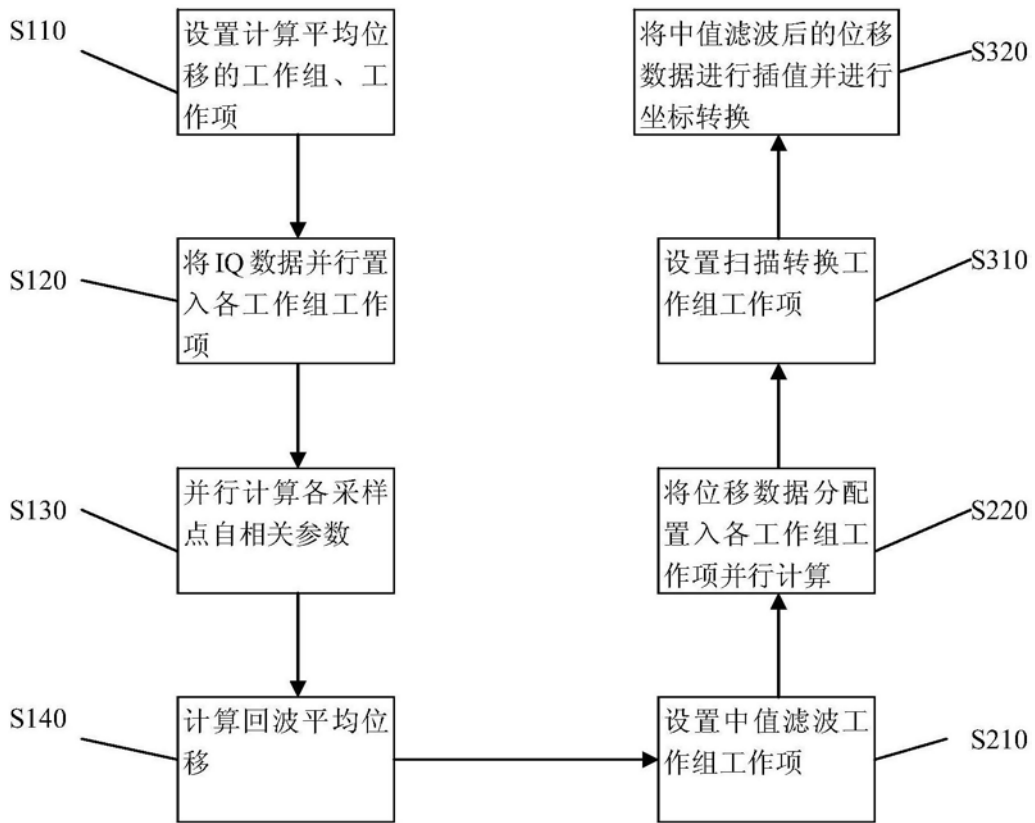 S110
设置计算平均位
移的工作组、工作
项
S120
将IQ数据并行置
入各工作组工作
项
S130
并行计算各采样
点自相关参数
S140
计算回波平均位
移
S210
设置中值滤波工
作组工作项
S220
将位移数据分配
置入各工作组工
作项并行计算
S310
设置扫描转换工
作组工作项
S320
将中值滤波后的位移
数据进行插值并进行
坐标转换